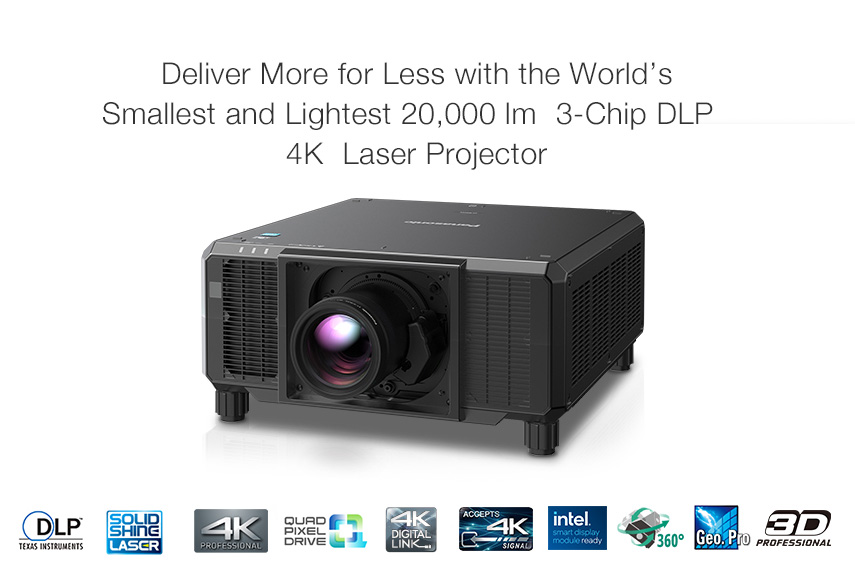 Deliver More for Less with the World's
Smallest and Lightest 20,000 lm 3-Chip DLP
4K Laser Projector
Panasonic
DLP™
TEXAS INSTRUMENTS
SOLID
SHINE
LASER
4K
PROFESSIONAL
QUAD
PIXEL
DRIVE
4K
DIGITAL
LINK
ACCEPTS
4K
SIGNAL
intel.
smart display
module ready
360°
Geo. Pro
3D
PROFESSIONAL